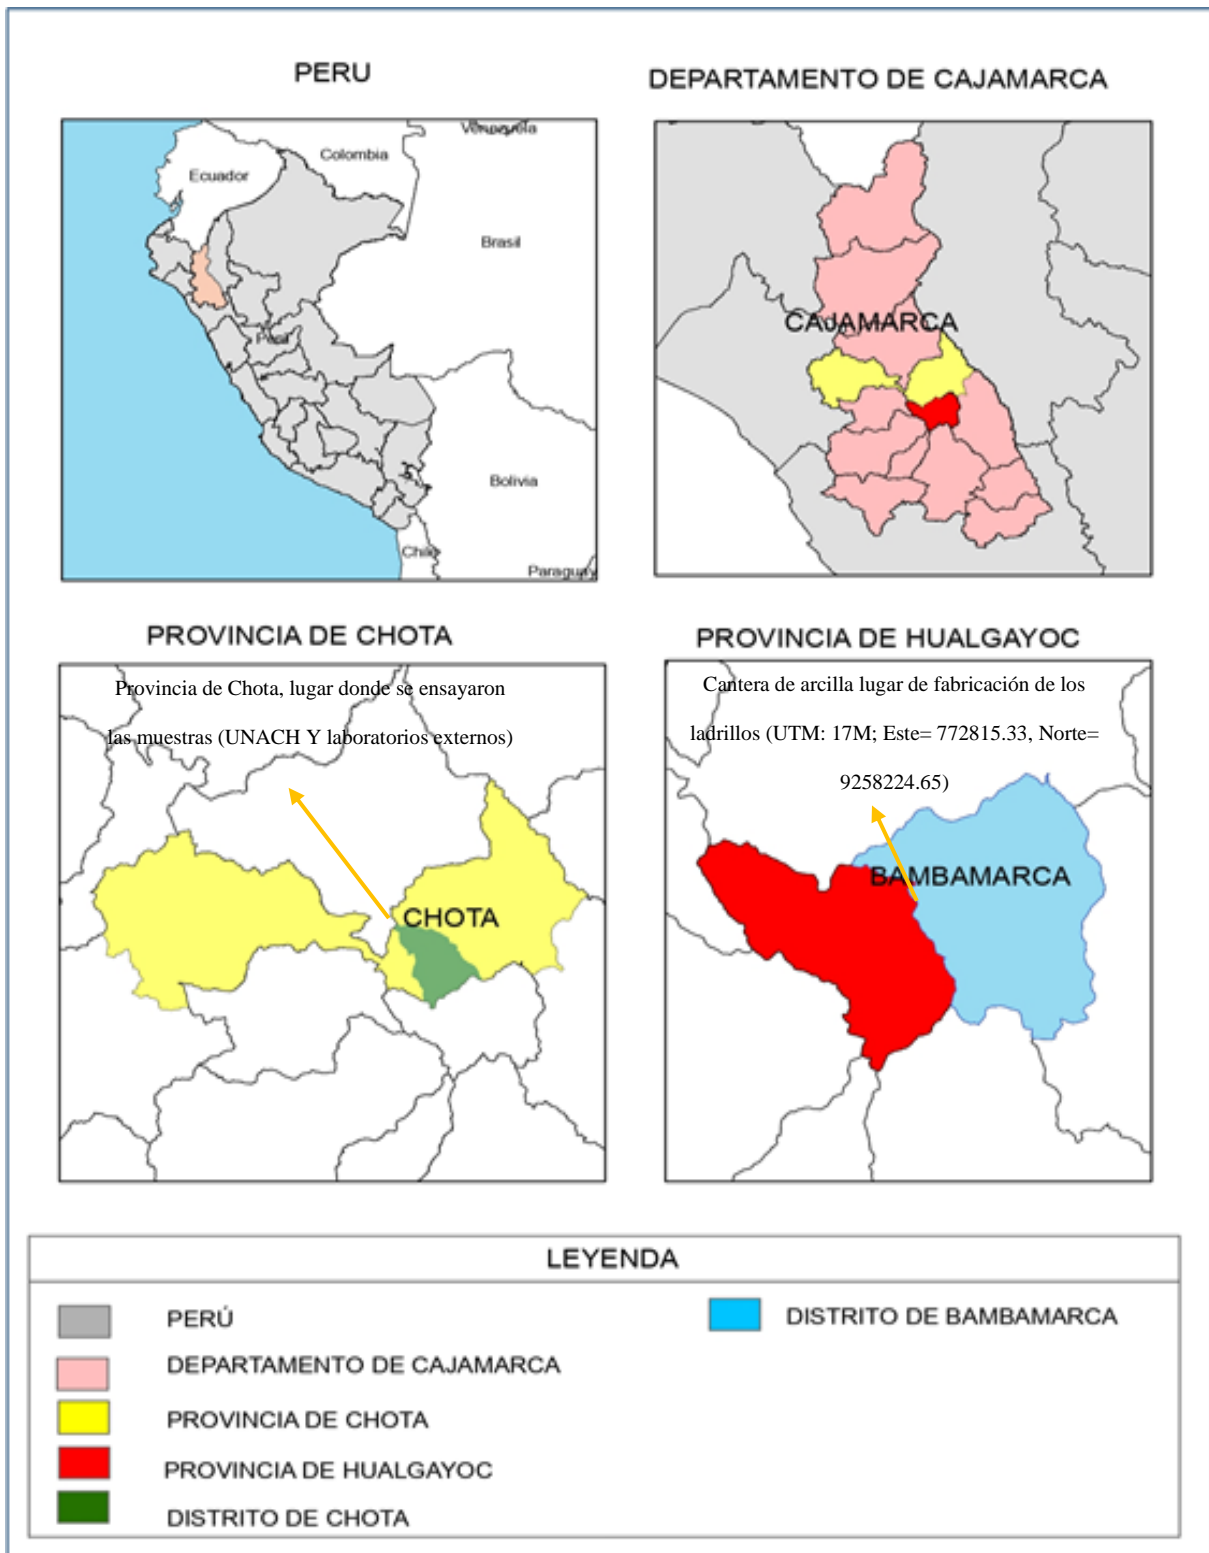 PERU
DEPARTAMENTO DE CAJAMARCA
Venezuela
Colombia
Ecuador
Brasil
Perú
Bolivia
Chile
Paraguay
CAJAMARCA
PROVINCIA DE CHOTA
PROVINCIA DE HUALGAYOC
Provincia de Chota, lugar donde se ensayaron
las muestras (UNACH Y laboratorios externos)
CHOTA
Cantera de arcilla lugar de fabricación de los
ladrillos (UTM: 17M; Este= 772815.33, Norte=
9258224.65)
BAMBAMARCA
LEYENDA
PERÚ
DEPARTAMENTO DE CAJAMARCA
PROVINCIA DE CHOTA
PROVINCIA DE HUALGAYOC
DISTRITO DE CHOTA
DISTRITO DE BAMBAMARCA